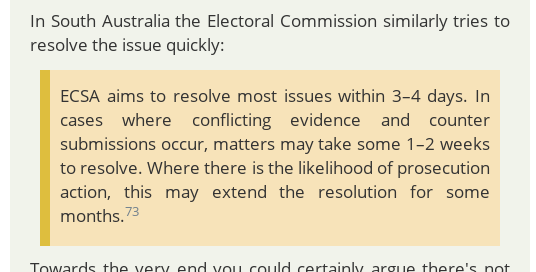 In South Australia the Electoral Commission similarly tries to
resolve the issue quickly:
ECSA aims to resolve most issues within 3–4 days. In
cases where conflicting evidence and counter
submissions occur, matters may take some 1–2 weeks
to resolve. Where there is the likelihood of prosecution
action, this may extend the resolution for some
months.73
Towards the very end you could certainly argue there's not